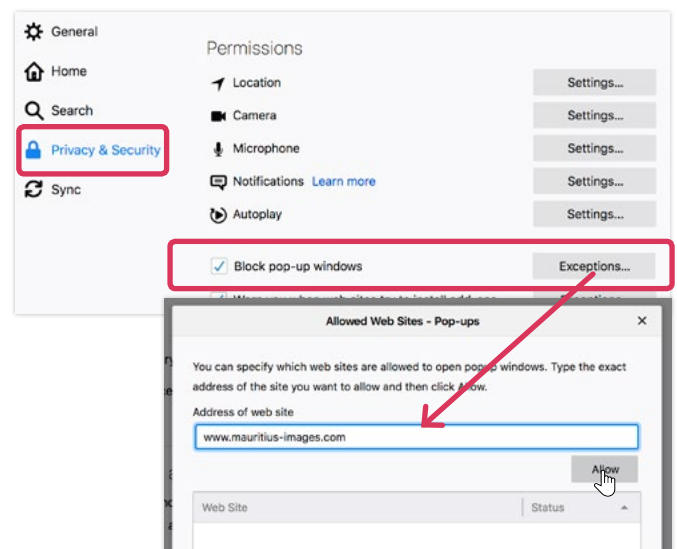 General
Home
Search
Privacy & Security
Sync
Permissions
Location Settings...
Camera Settings...
Microphone Settings...
Notifications Learn more Settings...
Autoplay Settings...
Block pop-up windows Exceptions...
Allowed Web Sites - Pop-ups
You can specify which web sites are allowed to open popup windows. Type the exact
address of the site you want to allow and then click Allow.
Address of web site
www.mauritius-images.com
Allow
Web Site Status